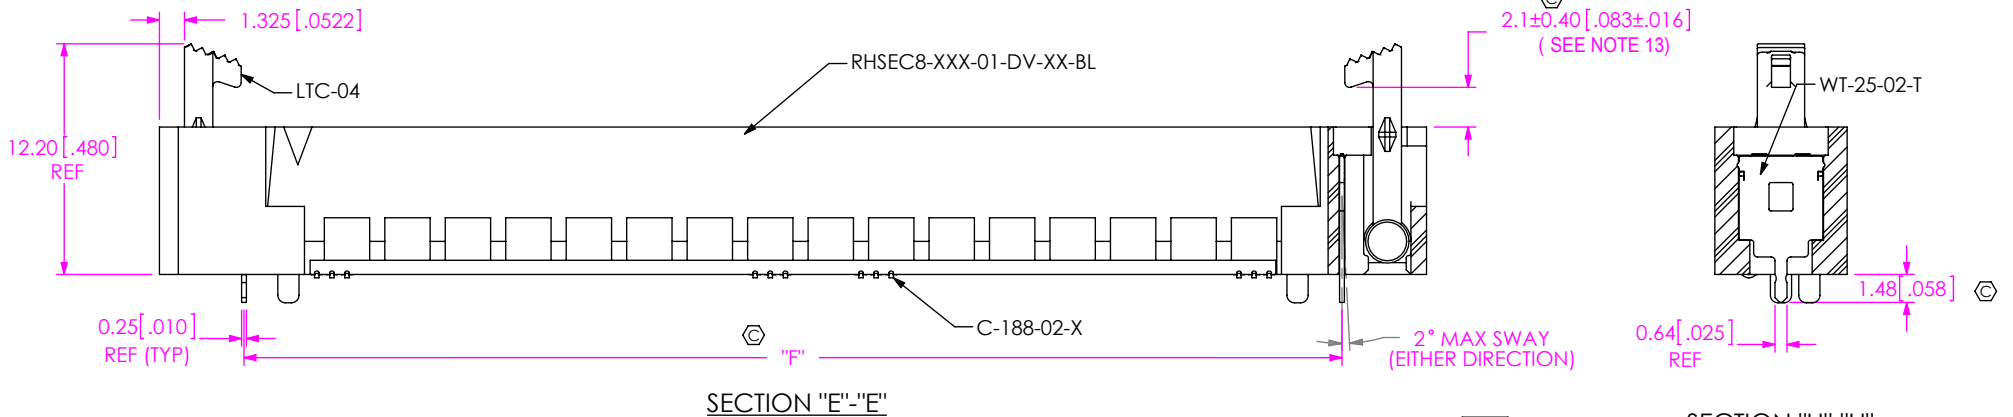 C
1.325 [.0522]
2.1±0.40 [.083±.016]
( SEE NOTE 13)
RHSEC8-XXX-01-DV-XX-BL
LTC-04
WT-25-02-T
12.20 [.480]
REF
1.48[.058] C
0.25[.010]
REF (TYP)
C
C-188-02-X
"F"
2° MAX SWAY
(EITHER DIRECTION)
0.64[.025]
REF
SECTION "E"-"E"